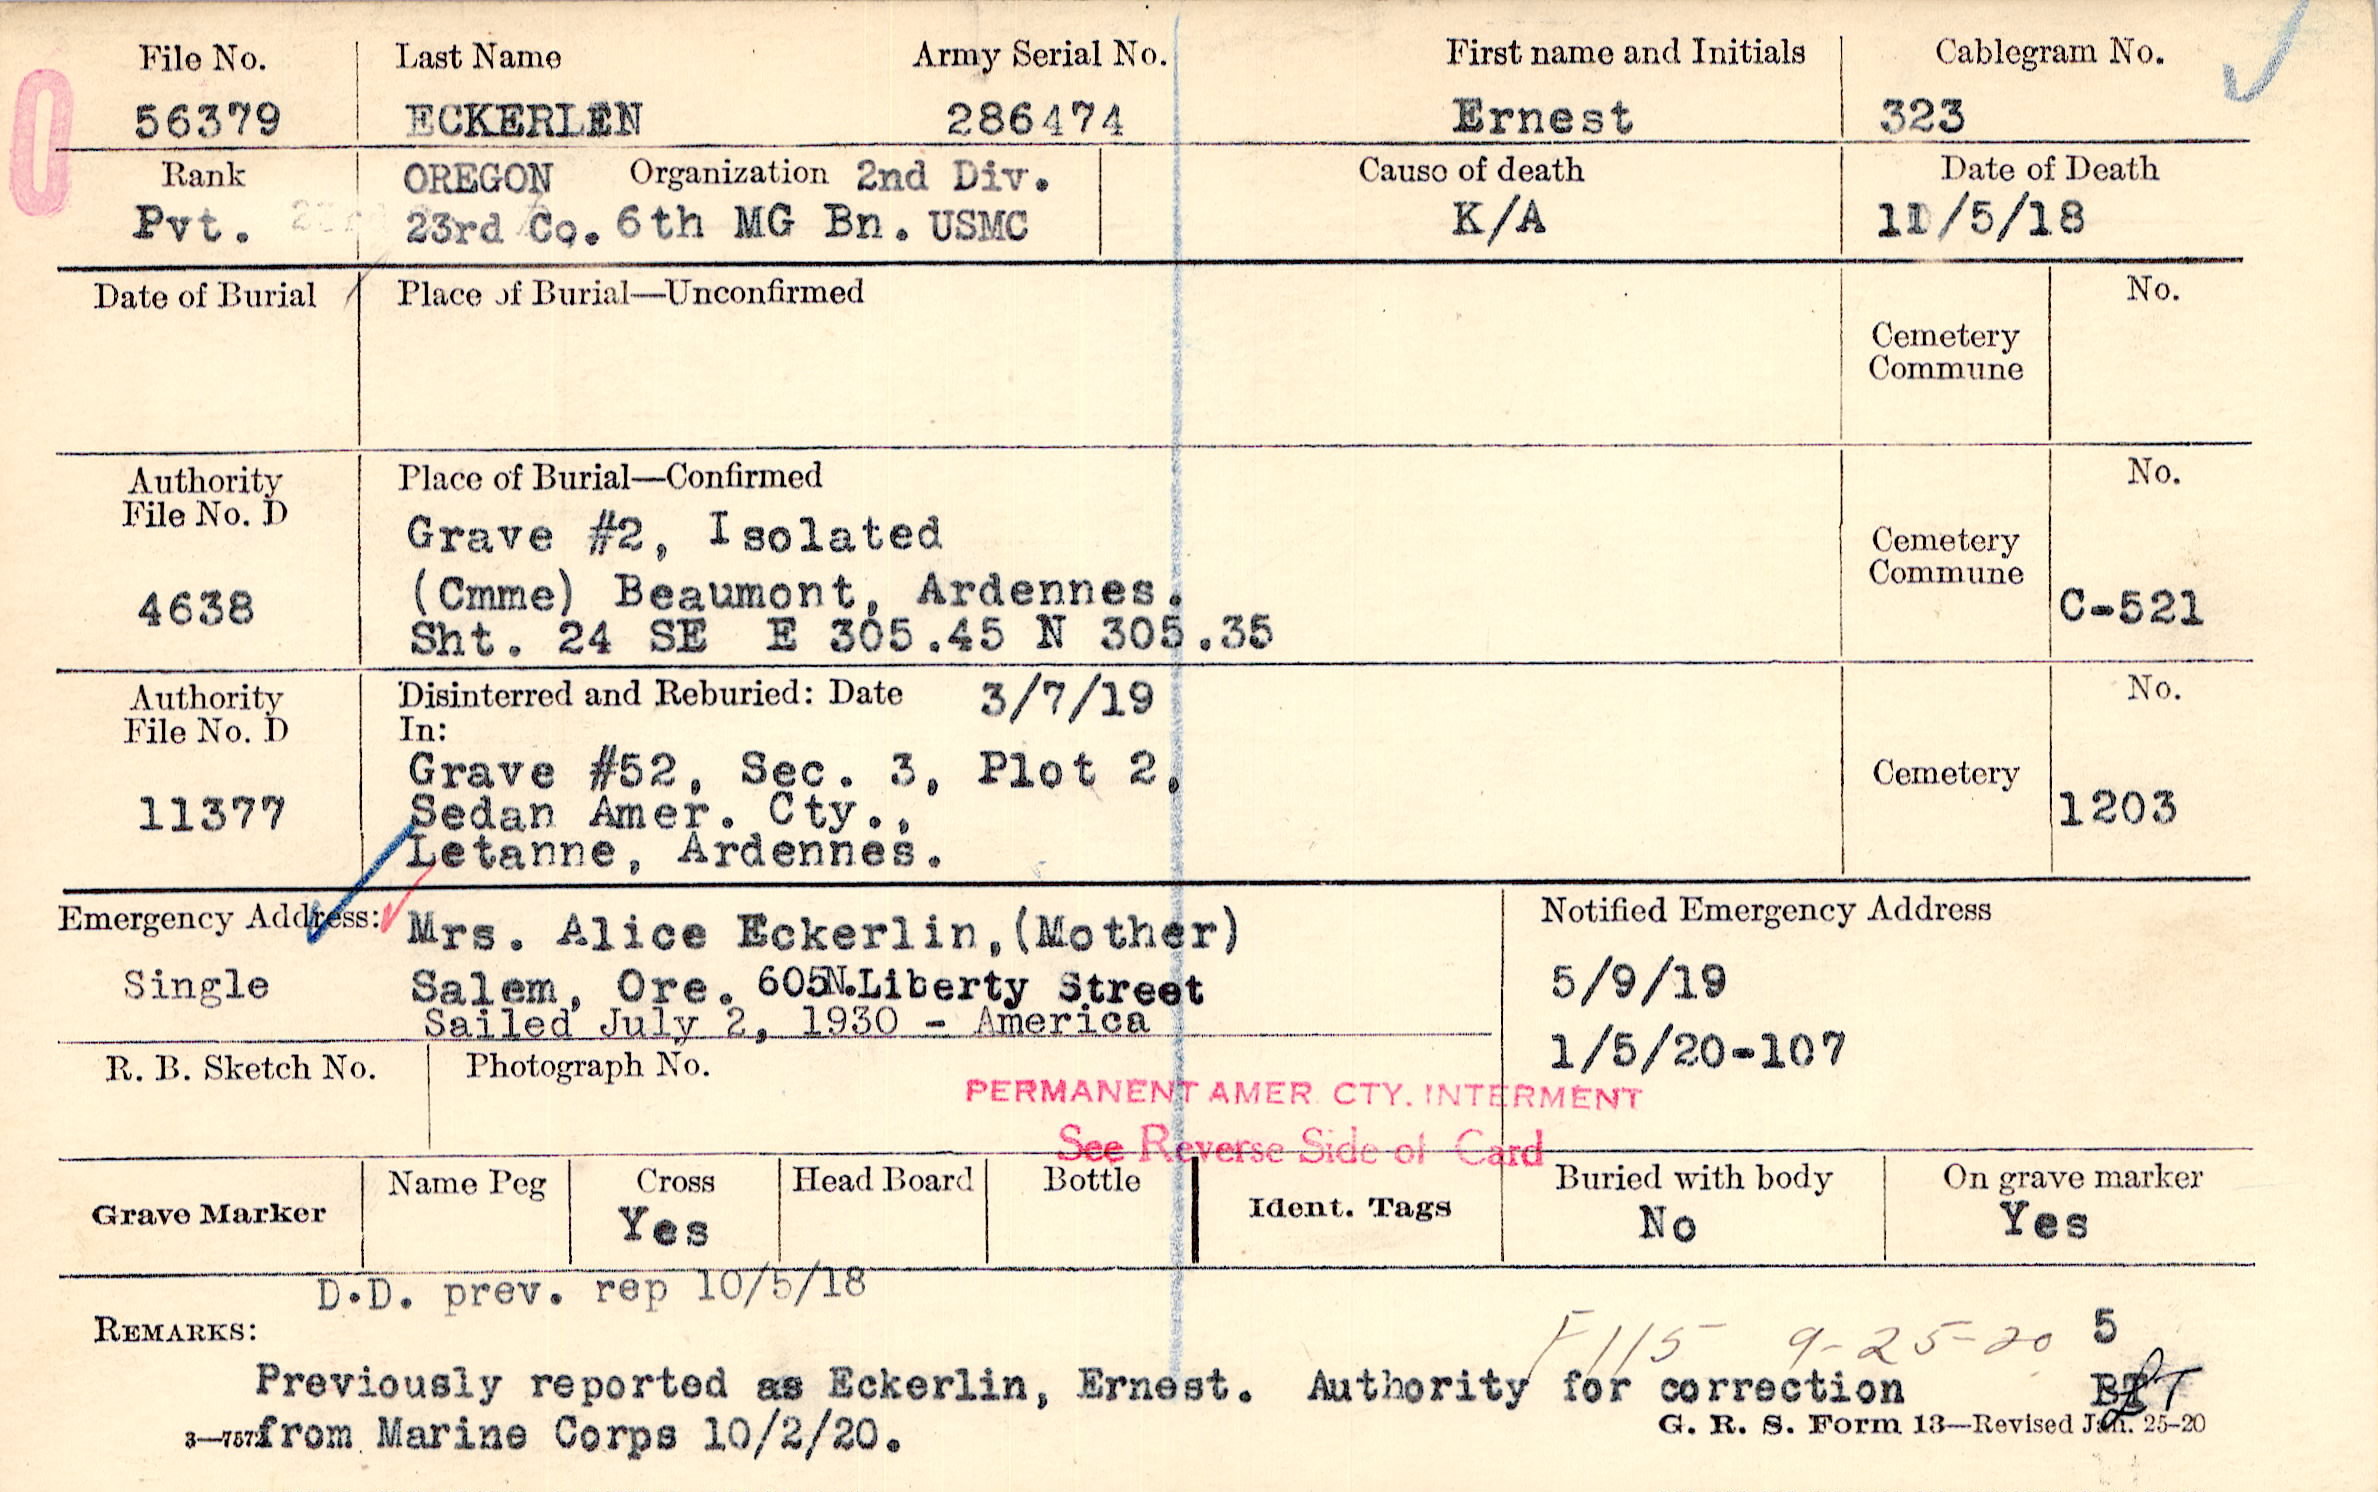 File No. Last Name Army Serial No. First name and Initials Cablegram No.
56379 ECKERLEN 286474 Ernest 323
Rank OREGON Organization 2nd Div. Cause of death Date of Death
Pvt. 23rd Co. 6th MG Bn. USMC K/A 11/5/18
Date of Burial Place of Burial—Unconfirmed No.
Cemetery
Commune
Authority Place of Burial—Confirmed No.
File No. D
Grave #2, Isolated
Cemetery
Commune
(Cmme) Beaumont, Ardennes.
4638 C-521
Sht. 24 SE E 305.45 N 305.35
Authority Disinterred and Reburied: Date 3/7/19 No.
File No. D In:
Grave #52, Sec. 3, Plot 2, Cemetery
11377 Sedan Amer. Cty., 1203
Letanne, Ardennes.
Emergency Address: Mrs. Alice Eckerlin,(Mother) Notified Emergency Address
Single Salem, Ore. 605N.Liberty Street 5/9/19
Sailed July 2, 1930 - America
1/5/20-107
R. B. Sketch No. Photograph No.
PERMANENT AMER. CTY. INTERMENT
See Reverse Side of Card
Grave Marker Name Peg Cross Head Board Bottle Ident. Tags Buried with body On grave marker
Yes No Yes
D.D. prev. rep 10/5/18
REMARKS: F115 9-25-20 5
Previously reported as Eckerlin, Ernest. Authority for correction
from Marine Corps 10/2/20.
G. R. S. Form 13—Revised Jan. 25-20